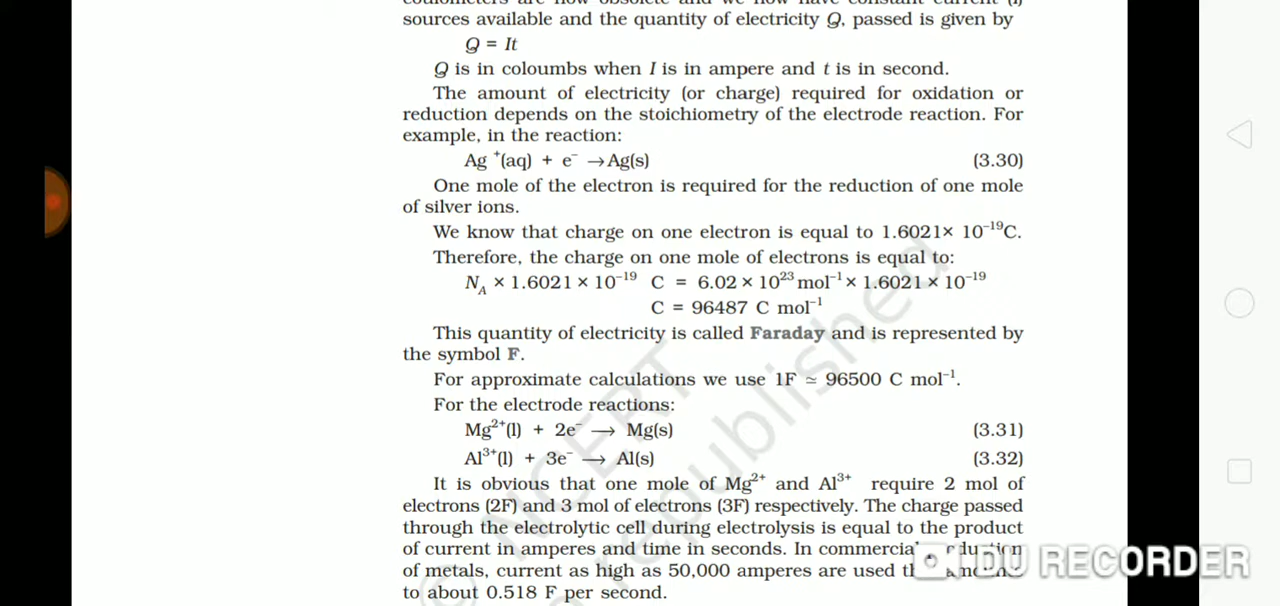 sources available and the quantity of electricity Q, passed is given by
Q = It
Q is in coloumbs when I is in ampere and t is in second.
The amount of electricity (or charge) required for oxidation or
reduction depends on the stoichiometry of the electrode reaction. For
example, in the reaction:
Ag⁺(aq) + e⁻ → Ag(s) (3.30)
One mole of the electron is required for the reduction of one mole
of silver ions.
We know that charge on one electron is equal to 1.6021× 10⁻¹⁹C.
Therefore, the charge on one mole of electrons is equal to:
N_A × 1.6021 × 10⁻¹⁹ C = 6.02 × 10²³ mol⁻¹ × 1.6021 × 10⁻¹⁹
C = 96487 C mol⁻¹
This quantity of electricity is called Faraday and is represented by
the symbol F.
For approximate calculations we use 1F ≃ 96500 C mol⁻¹.
For the electrode reactions:
Mg²⁺(l) + 2e⁻ → Mg(s) (3.31)
Al³⁺(l) + 3e⁻ → Al(s) (3.32)
It is obvious that one mole of Mg²⁺ and Al³⁺ require 2 mol of
electrons (2F) and 3 mol of electrons (3F) respectively. The charge passed
through the electrolytic cell during electrolysis is equal to the product
of current in amperes and time in seconds. In commercial
of metals, current as high as 50,000 amperes are used
to about 0.518 F per second.
© NCERT
republished
DU RECORDER